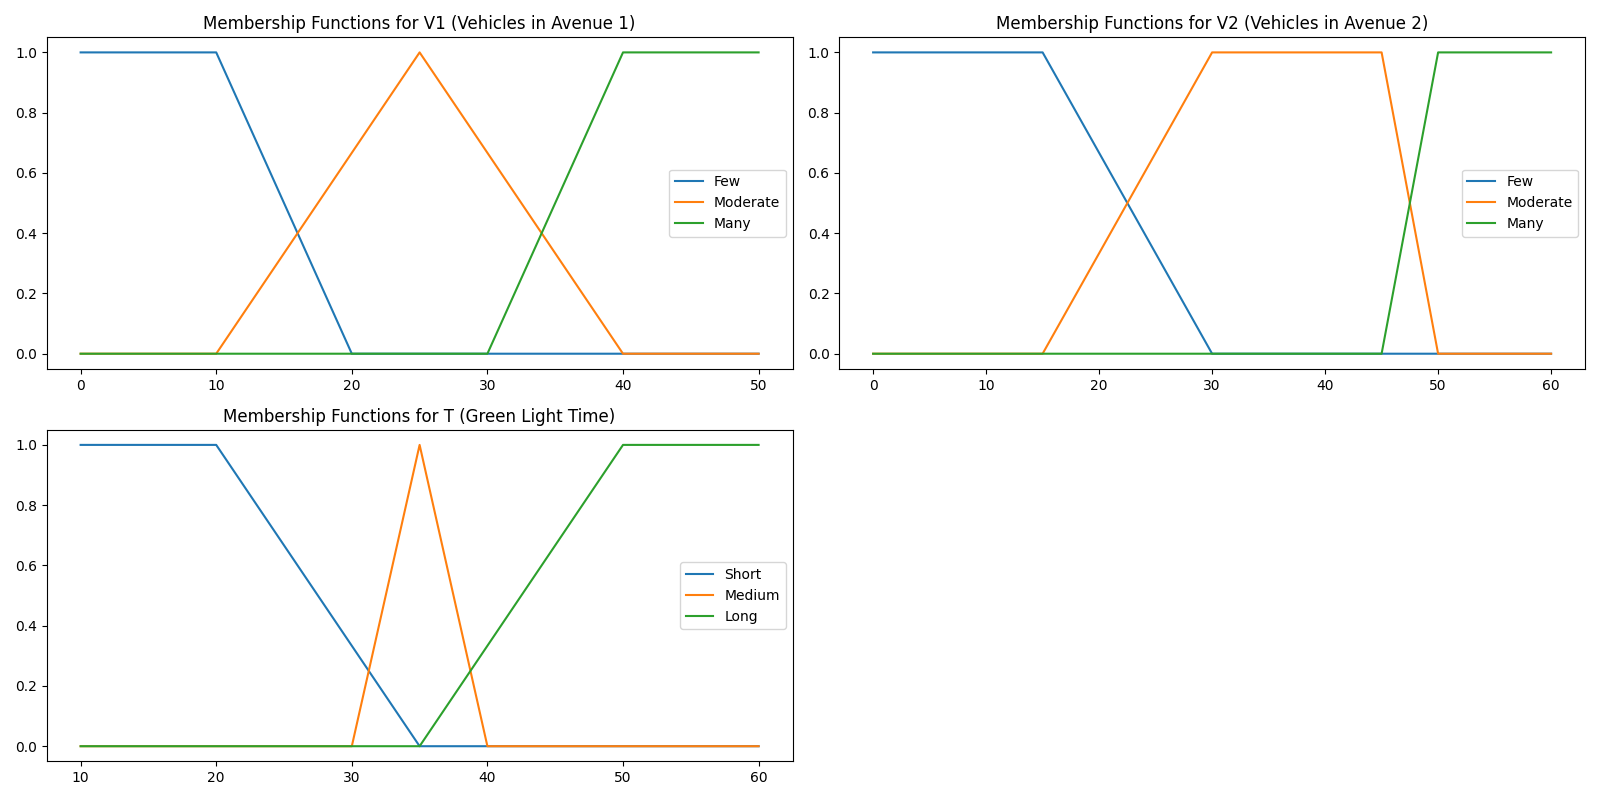 Membership Functions for V1 (Vehicles in Avenue 1)
1.0
0.8
0.6
0.4
0.2
0.0
0 10 20 30 40 50
Few
Moderate
Many
Membership Functions for V2 (Vehicles in Avenue 2)
1.0
0.8
0.6
0.4
0.2
0.0
0 10 20 30 40 50 60
Few
Moderate
Many
Membership Functions for T (Green Light Time)
1.0
0.8
0.6
0.4
0.2
0.0
10 20 30 40 50 60
Short
Medium
Long